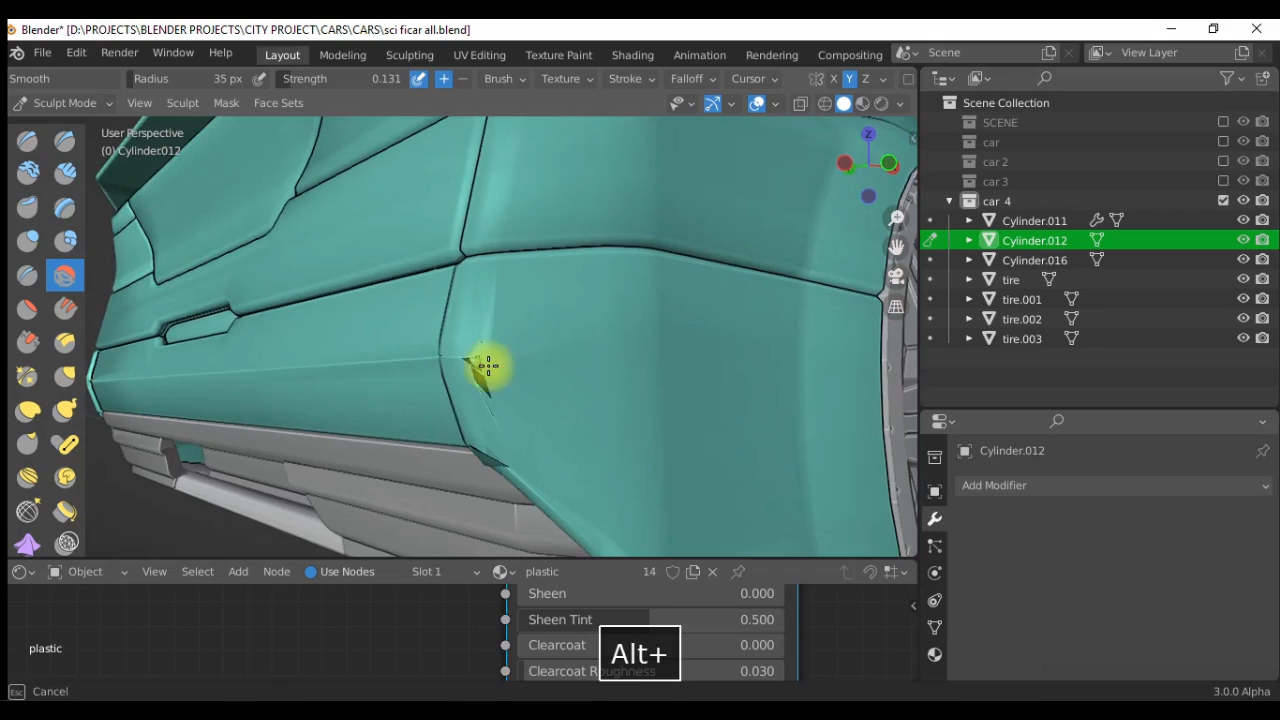 Blender* [D:\PROJECTS\BLENDER PROJECTS\CITY PROJECT\CARS\CARS\sci ficar all.blend]
File Edit Render Window Help Layout Modeling Sculpting UV Editing Texture Paint Shading Animation Rendering Compositing Scene View Layer
Smooth Radius 35 px Strength 0.131 Brush Texture Stroke Falloff Cursor X Y Z
Sculpt Mode View Sculpt Mask Face Sets
Scene Collection
SCENE
car
car 2
car 3
car 4
Cylinder.011
Cylinder.012
Cylinder.016
tire
tire.001
tire.002
tire.003
User Perspective
(0) Cylinder.012
Z
Cylinder.012
Add Modifier
Object View Select Add Node Use Nodes Slot 1 plastic 14
Sheen 0.000
Sheen Tint 0.500
Clearcoat 0.000
Clearcoat Roughness 0.030
plastic
Alt+
Esc Cancel
3.0.0 Alpha